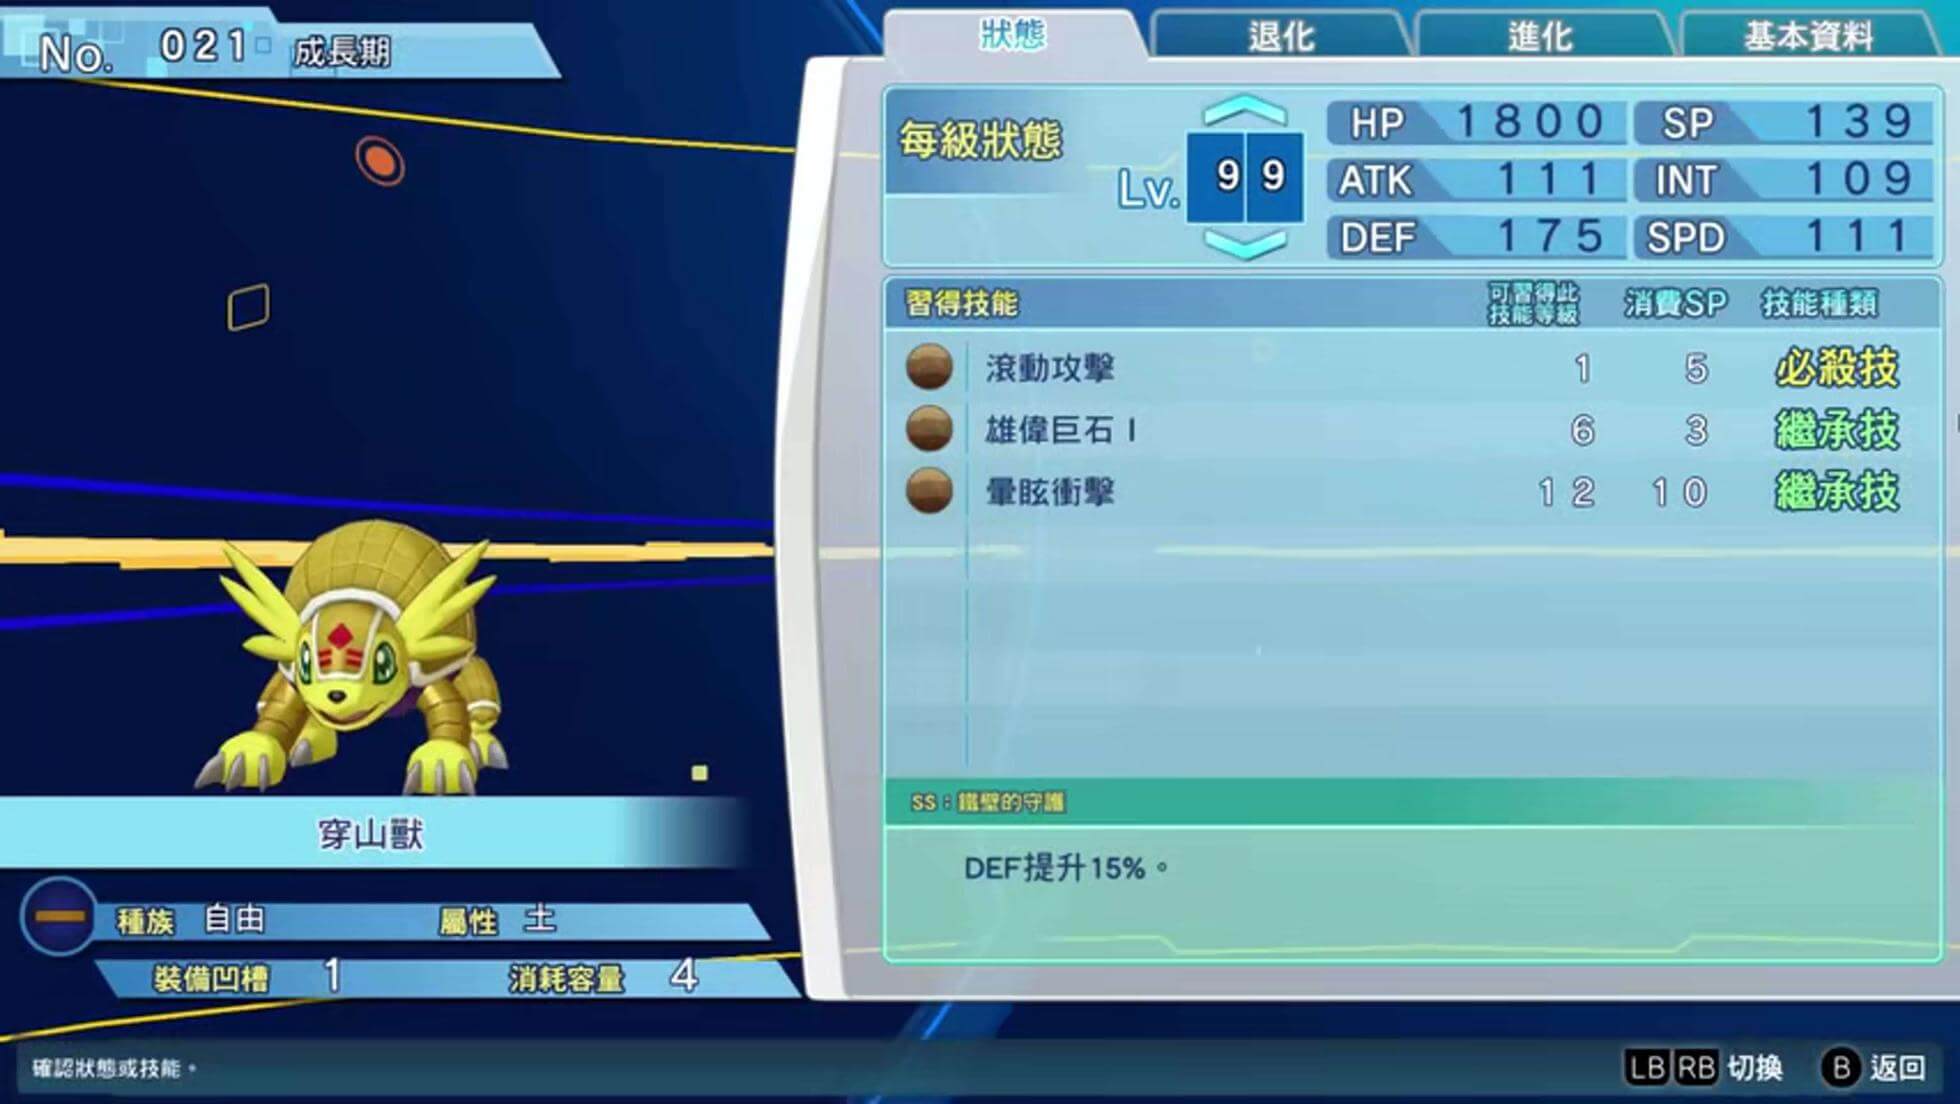 No. 021 成長期
狀態 退化 進化 基本資料
每級狀態
Lv. 99
HP 1800 SP 139
ATK 111 INT 109
DEF 175 SPD 111
習得技能 可習得此技能等級 消費SP 技能種類
滾動攻擊 1 5 必殺技
雄偉巨石 I 6 3 繼承技
暈眩衝擊 12 10 繼承技
SS：鐵壁的守護
DEF提升15%。
穿山獸
種族 自由 屬性 土
裝備凹槽 1 消耗容量 4
確認狀態或技能。
LB RB 切換 B 返回